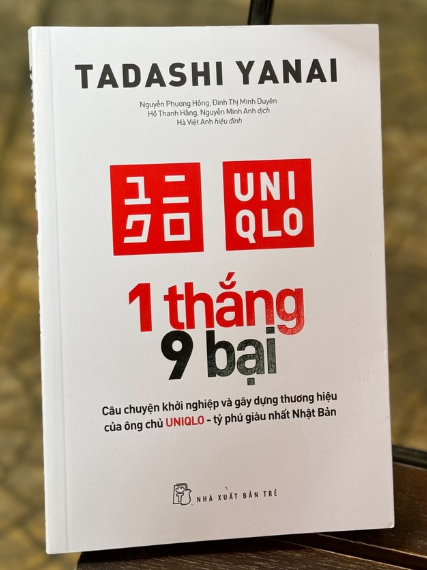 TADASHI YANAI
Nguyễn Phương Hồng, Đinh Thị Minh Duyên
Hồ Thanh Hằng, Nguyễn Minh Anh dịch
Hà Việt Anh hiệu đính
ユニ
クロ
UNI
QLO
1 thắng
9 bại
Câu chuyện khởi nghiệp và gây dựng thương hiệu
của ông chủ UNIQLO - tỷ phú giàu nhất Nhật Bản
NHÀ XUẤT BẢN TRẺ